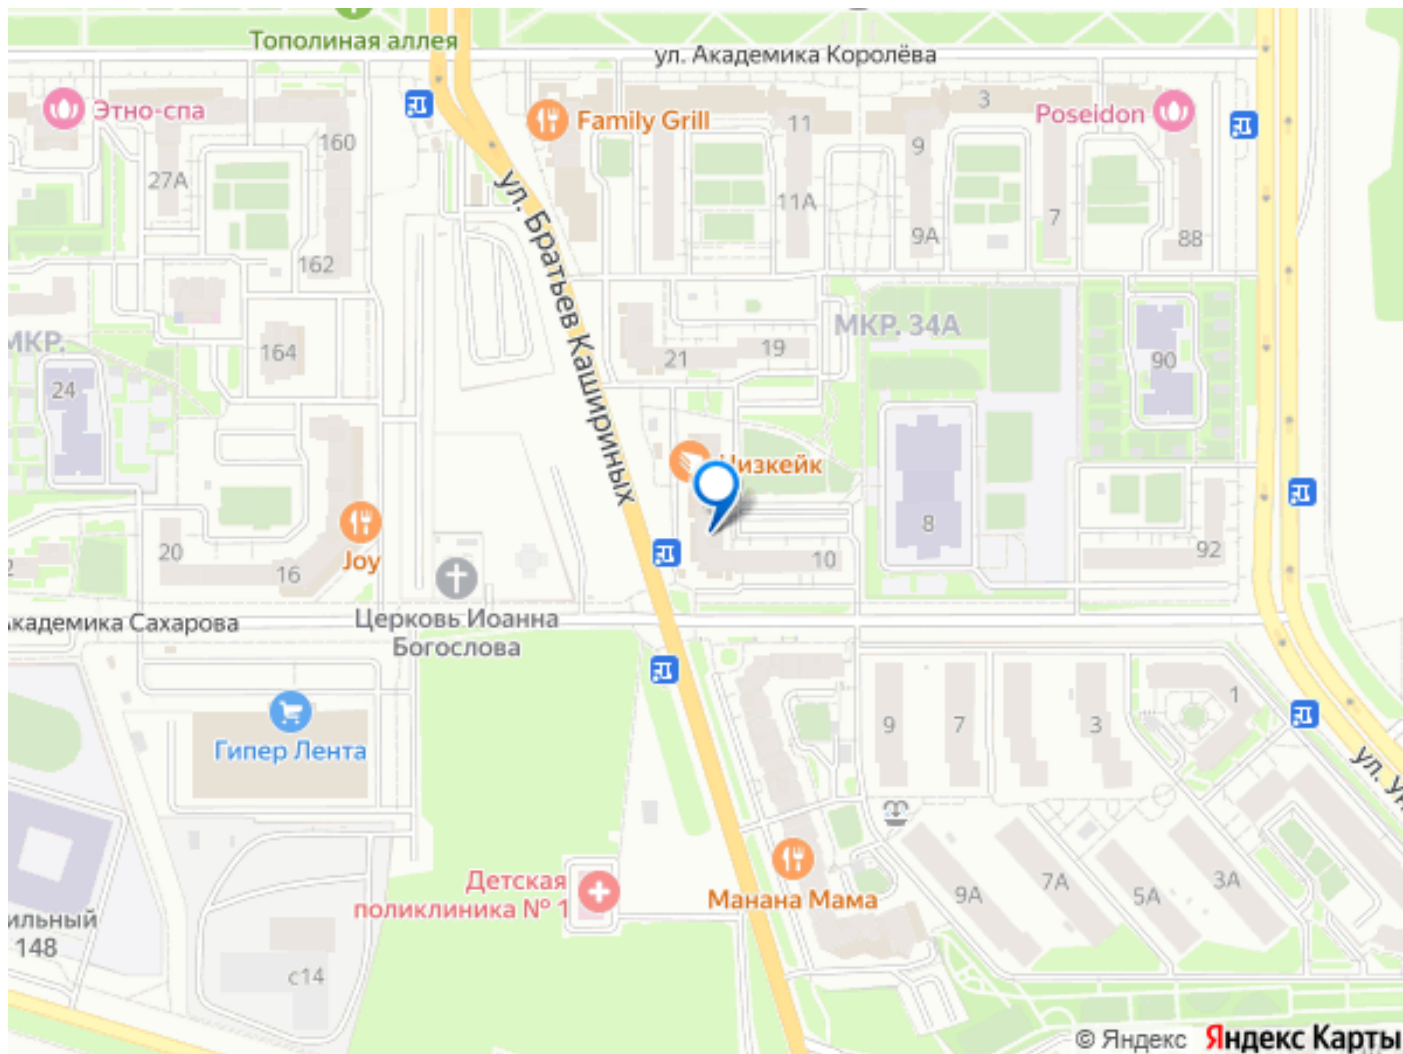 Тополиная аллея
ул. Академика Королёва
Этно-спа
Family Grill
3
Poseidon
11
160
9
27А
11А
7
9А
88
162
МКР. 34А
МКР.
164
21
19
90
24
ул. Братьев Кашириных
Чизкейк
8
20
Joy
16
10
92
Церковь Иоанна
Богослова
кадемика Сахарова
1
9
7
3
Гипер Лента
ул. Ун
Манана Мама
Детская
поликлиника № 1
9А
7А
5А
3А
ильный
148
с14
© Яндекс Яндекс Карты